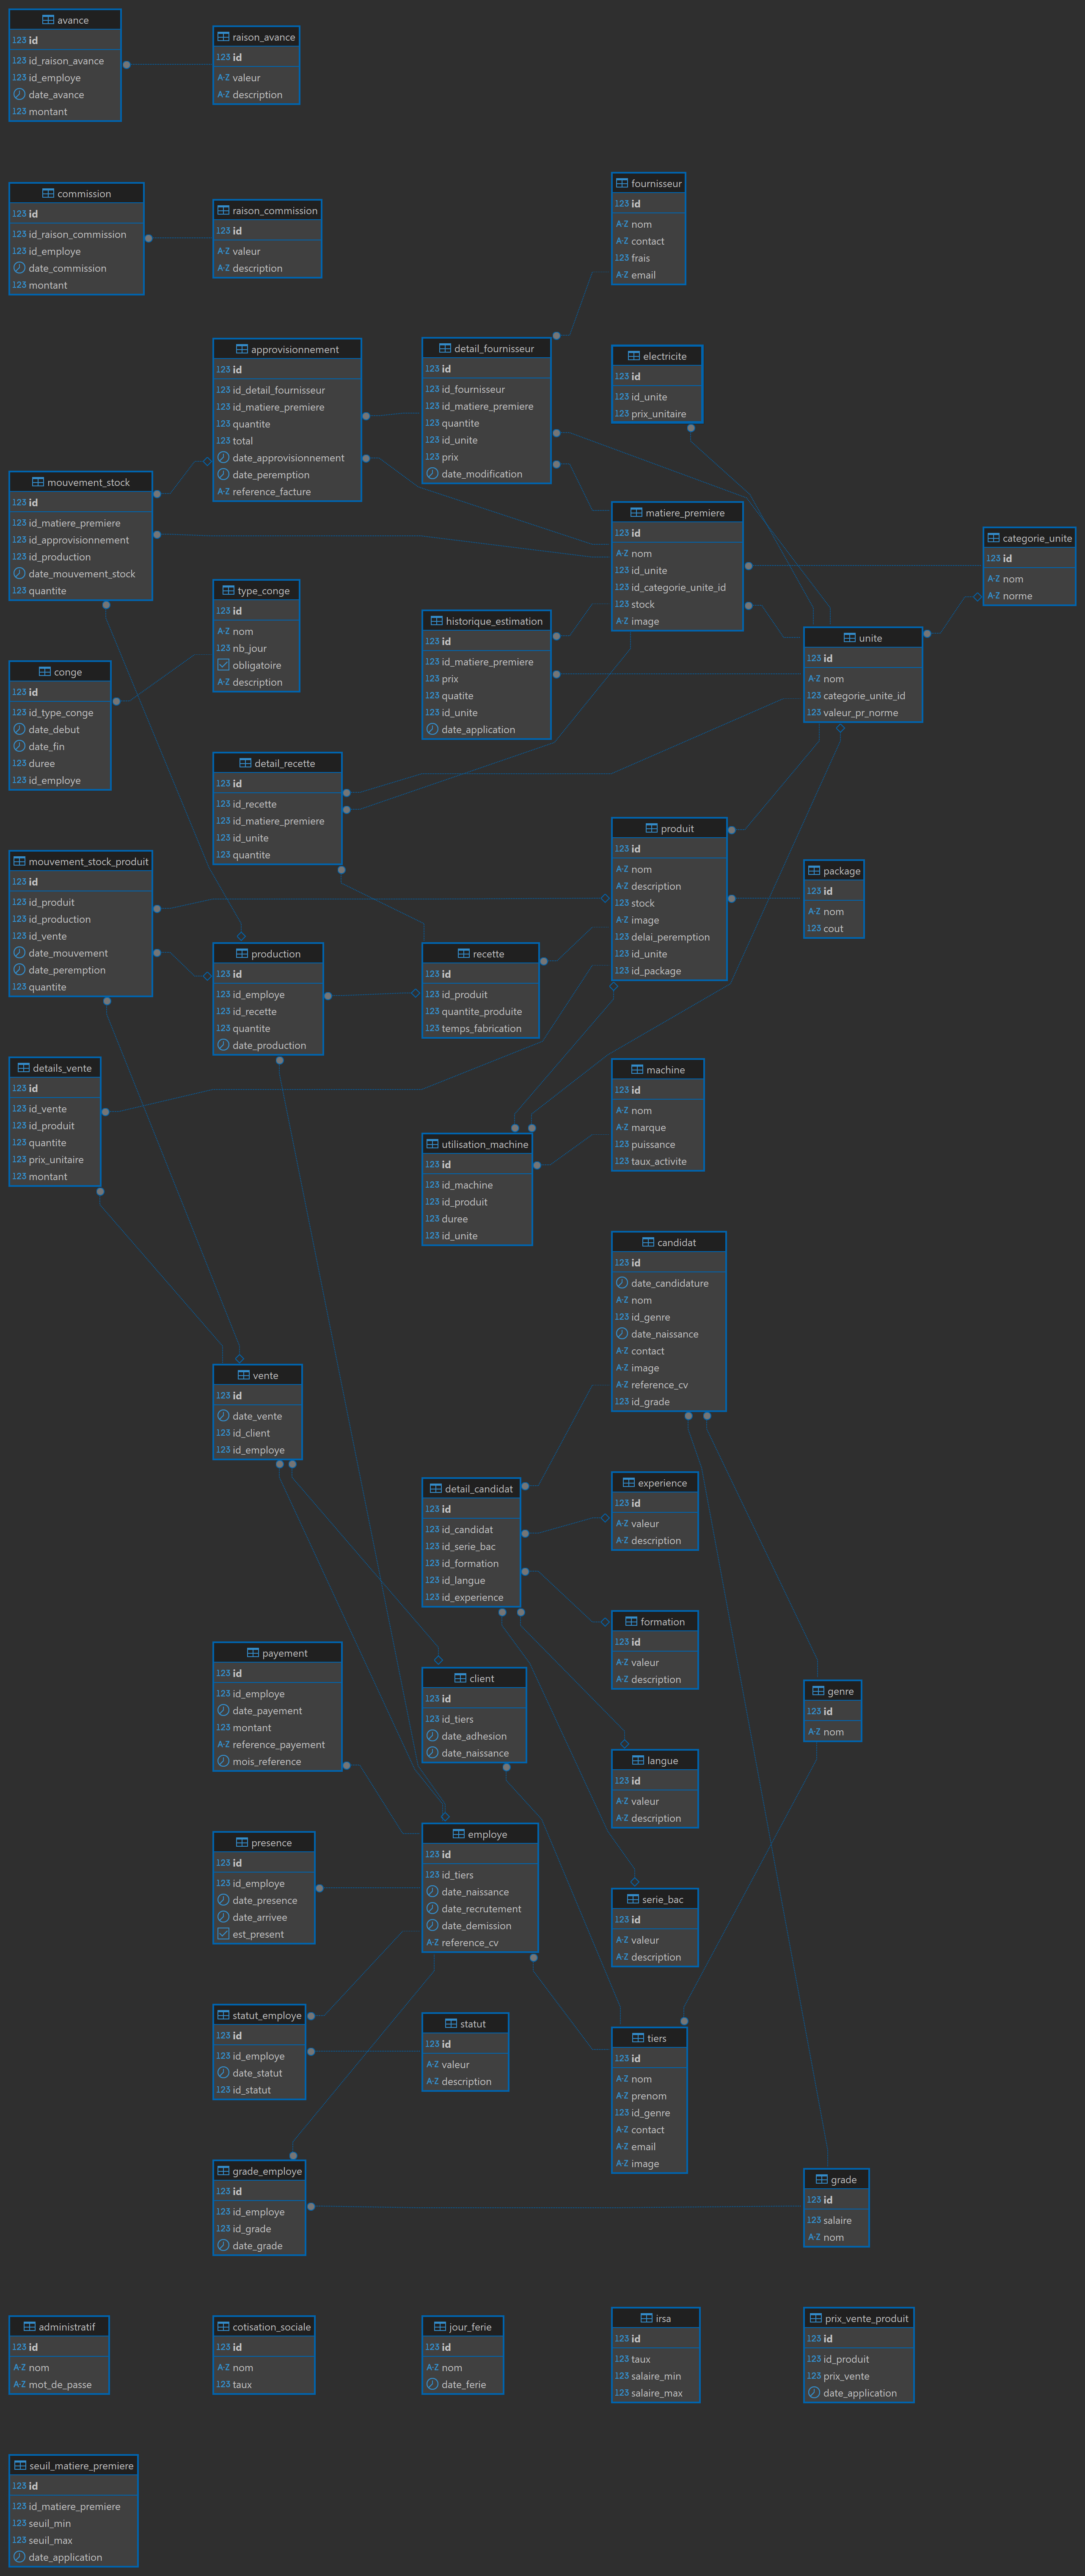 avance
123 id
123 id_raison_avance
123 id_employe
date_avance
123 montant
raison_avance
123 id
A-Z valeur
A-Z description
commission
123 id
123 id_raison_commission
123 id_employe
date_commission
123 montant
raison_commission
123 id
A-Z valeur
A-Z description
fournisseur
123 id
A-Z nom
A-Z contact
123 frais
A-Z email
approvisionnement
123 id
123 id_detail_fournisseur
123 id_matiere_premiere
123 quantite
123 total
date_approvisionnement
date_peremption
A-Z reference_facture
detail_fournisseur
123 id
123 id_fournisseur
123 id_matiere_premiere
123 quantite
123 id_unite
123 prix
date_modification
electricite
123 id
123 id_unite
123 prix_unitaire
mouvement_stock
123 id
123 id_matiere_premiere
123 id_approvisionnement
123 id_production
date_mouvement_stock
123 quantite
matiere_premiere
123 id
A-Z nom
123 id_unite
123 id_categorie_unite_id
123 stock
A-Z image
categorie_unite
123 id
A-Z nom
A-Z norme
type_conge
123 id
A-Z nom
123 nb_jour
obligatoire
A-Z description
historique_estimation
123 id
123 id_matiere_premiere
123 prix
123 quatite
123 id_unite
date_application
unite
123 id
A-Z nom
123 categorie_unite_id
123 valeur_pr_norme
conge
123 id
123 id_type_conge
date_debut
date_fin
123 duree
123 id_employe
detail_recette
123 id
123 id_recette
123 id_matiere_premiere
123 id_unite
123 quantite
produit
123 id
A-Z nom
A-Z description
123 stock
A-Z image
123 delai_peremption
123 id_unite
123 id_package
package
123 id
A-Z nom
123 cout
mouvement_stock_produit
123 id
123 id_produit
123 id_production
123 id_vente
date_mouvement
date_peremption
123 quantite
production
123 id
123 id_employe
123 id_recette
123 quantite
date_production
recette
123 id
123 id_produit
123 quantite_produite
123 temps_fabrication
details_vente
123 id
123 id_vente
123 id_produit
123 quantite
123 prix_unitaire
123 montant
machine
123 id
A-Z nom
A-Z marque
123 puissance
123 taux_activite
utilisation_machine
123 id
123 id_machine
123 id_produit
123 duree
123 id_unite
candidat
123 id
date_candidature
A-Z nom
123 id_genre
date_naissance
A-Z contact
A-Z image
A-Z reference_cv
123 id_grade
vente
123 id
date_vente
123 id_client
123 id_employe
detail_candidat
123 id
123 id_candidat
123 id_serie_bac
123 id_formation
123 id_langue
123 id_experience
experience
123 id
A-Z valeur
A-Z description
formation
123 id
A-Z valeur
A-Z description
payement
123 id
123 id_employe
date_payement
123 montant
A-Z reference_payement
mois_reference
client
123 id
123 id_tiers
date_adhesion
date_naissance
genre
123 id
A-Z nom
langue
123 id
A-Z valeur
A-Z description
presence
123 id
123 id_employe
date_presence
date_arrivee
est_present
employe
123 id
123 id_tiers
date_naissance
date_recrutement
date_demission
A-Z reference_cv
serie_bac
123 id
A-Z valeur
A-Z description
statut_employe
123 id
123 id_employe
date_statut
123 id_statut
statut
123 id
A-Z valeur
A-Z description
tiers
123 id
A-Z nom
A-Z prenom
123 id_genre
A-Z contact
A-Z email
A-Z image
grade_employe
123 id
123 id_employe
123 id_grade
date_grade
grade
123 id
123 salaire
A-Z nom
administratif
123 id
A-Z nom
A-Z mot_de_passe
cotisation_sociale
123 id
A-Z nom
123 taux
jour_ferie
123 id
A-Z nom
date_ferie
irsa
123 id
123 taux
123 salaire_min
123 salaire_max
prix_vente_produit
123 id
123 id_produit
123 prix_vente
date_application
seuil_matiere_premiere
123 id
123 id_matiere_premiere
123 seuil_min
123 seuil_max
date_application